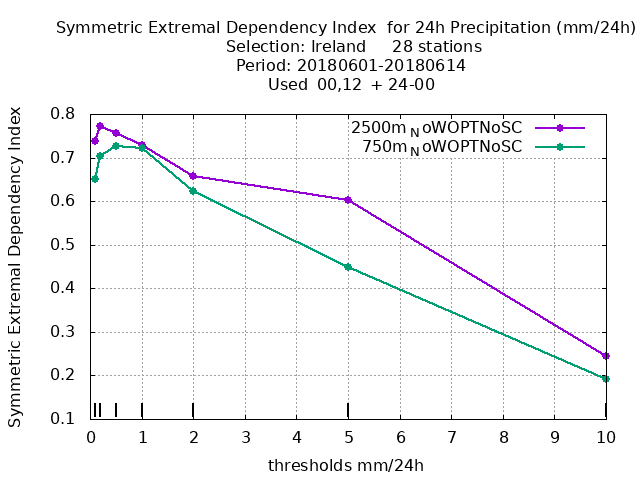 Symmetric Extremal Dependency Index for 24h Precipitation (mm/24h)
Selection: Ireland 28 stations
Period: 20180601-20180614
Used 00,12 + 24-00
Symmetric Extremal Dependency Index
0.8
0.7
0.6
0.5
0.4
0.3
0.2
0.1
2500m_NoWOPTNoSC
750m_NoWOPTNoSC
0 1 2 3 4 5 6 7 8 9 10
thresholds mm/24h